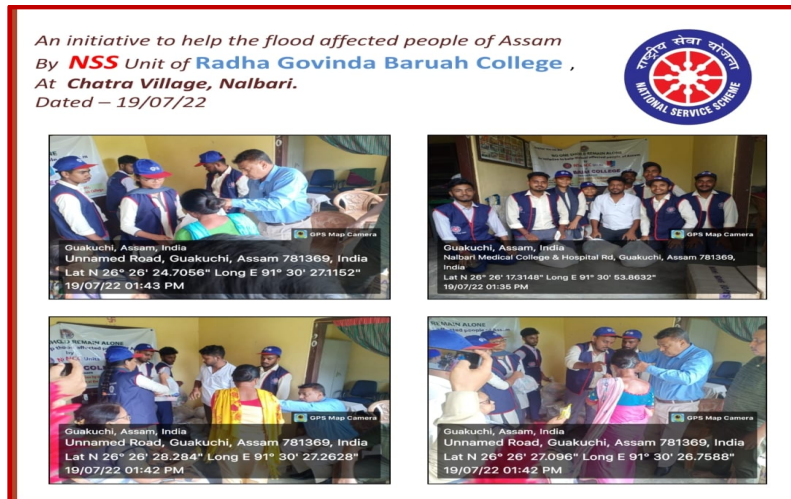 An initiative to help the flood affected people of Assam
By NSS Unit of Radha Govinda Baruah College ,
At Chatra Village, Nalbari.
Dated – 19/07/22
राष्ट्रीय सेवा योजना
NATIONAL SERVICE SCHEME
GPS Map Camera
Guakuchi, Assam, India
Unnamed Road, Guakuchi, Assam 781369, India
Lat N 26° 26' 24.7056" Long E 91° 30' 27.1152"
19/07/22 01:43 PM
COLLEGE
GPS Map Camera
Guakuchi, Assam, India
Nalbari Medical College & Hospital Rd, Guakuchi, Assam 781369,
India
Lat N 26° 26' 17.3148" Long E 91° 30' 53.8632"
19/07/22 01:35 PM
REMAIN ALONE
GPS Map Camera
Guakuchi, Assam, India
Unnamed Road, Guakuchi, Assam 781369, India
Lat N 26° 26' 28.284" Long E 91° 30' 27.2628"
19/07/22 01:42 PM
REMAIN ALONE
GPS Map Camera
Guakuchi, Assam, India
Unnamed Road, Guakuchi, Assam 781369, India
Lat N 26° 26' 27.096" Long E 91° 30' 26.7588"
19/07/22 01:42 PM